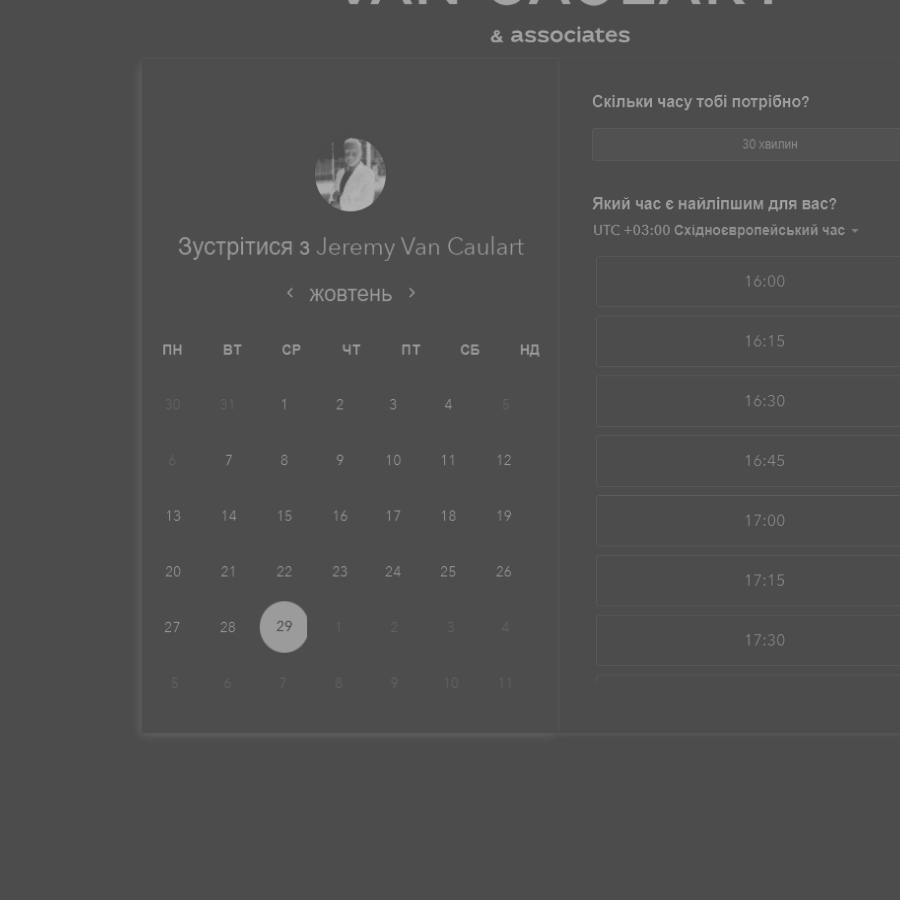 VAN CAULART
& associates
Зустрітися з Jeremy Van Caulart
жовтень
ПН ВТ СР ЧТ ПТ СБ НД
30 31 1 2 3 4 5
6 7 8 9 10 11 12
13 14 15 16 17 18 19
20 21 22 23 24 25 26
27 28 29 1 2 3 4
5 6 7 8 9 10 11
Скільки часу тобі потрібно?
30 хвилин
Який час є найліпшим для вас?
UTC +03:00 Східноєвропейський час
16:00
16:15
16:30
16:45
17:00
17:15
17:30